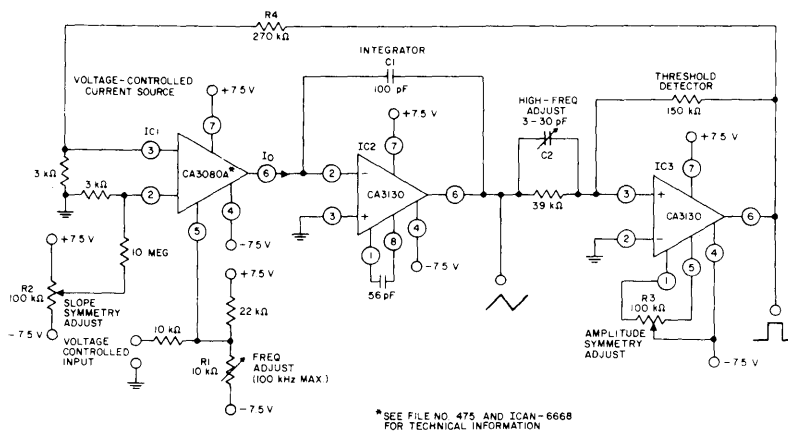 R4
270 kΩ
INTEGRATOR
C1
100 pF
VOLTAGE-CONTROLLED
CURRENT SOURCE
+75 V
THRESHOLD
DETECTOR
150 kΩ
HIGH-FREQ
ADJUST
3-30 pF
C2
+7.5 V
+7.5 V
7
7
7
IC1
3
CA3080A*
IO
6
IC2
2
−
CA3130
6
39 kΩ
IC3
3
+
CA3130
6
3 kΩ
3 kΩ
2
4
3
+
4
2
−
4
5
−7.5 V
1
8
−7.5 V
1
5
56 pF
+7.5 V
10 MEG
+7.5 V
R2
100 kΩ
SLOPE
SYMMETRY
ADJUST
22 kΩ
R3
100 kΩ
AMPLITUDE
SYMMETRY
ADJUST
−75 V
VOLTAGE
CONTROLLED
INPUT
10 kΩ
R1
10 kΩ
FREQ
ADJUST
(100 kHz MAX.)
−7.5 V
−7.5 V
*SEE FILE NO. 475 AND ICAN-6668
FOR TECHNICAL INFORMATION